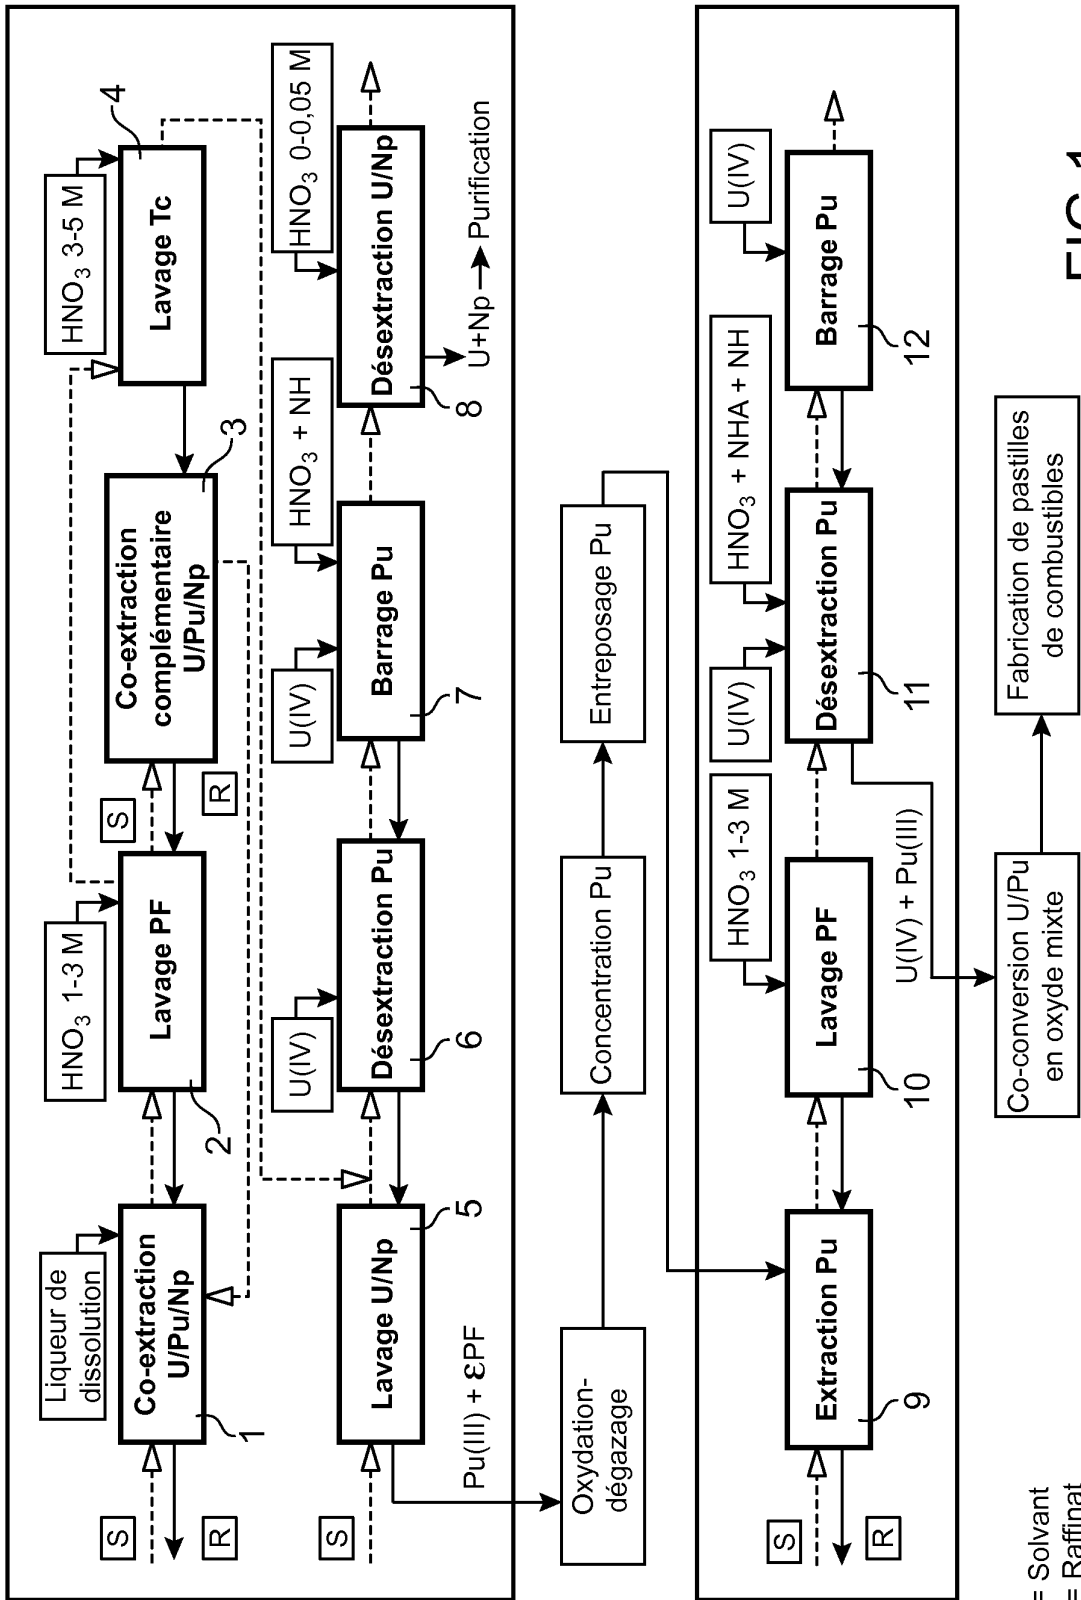 Liqueur de
dissolution
HNO3 1-3 M
HNO3 3-5 M
S
R
Co-extraction
U/Pu/Np
1
Lavage PF
2
S
R
Co-extraction
complémentaire
U/Pu/Np
3
Lavage Tc
4
U(IV)
U(IV)
HNO3 + NH
HNO3 0-0,05 M
S
Lavage U/Np
5
Désextraction Pu
6
Barrage Pu
7
Désextraction U/Np
8
U+Np → Purification
Pu(III) + εPF
Oxydation-
dégazage
Concentration Pu
Entreposage Pu
HNO3 1-3 M
U(IV)
HNO3 + NHA + NH
U(IV)
S
R
Extraction Pu
9
Lavage PF
10
Désextraction Pu
11
Barrage Pu
12
U(IV) + Pu(III)
Co-conversion U/Pu
en oxyde mixte
Fabrication de pastilles
de combustibles
= Solvant
= Raffinat
FIG.1